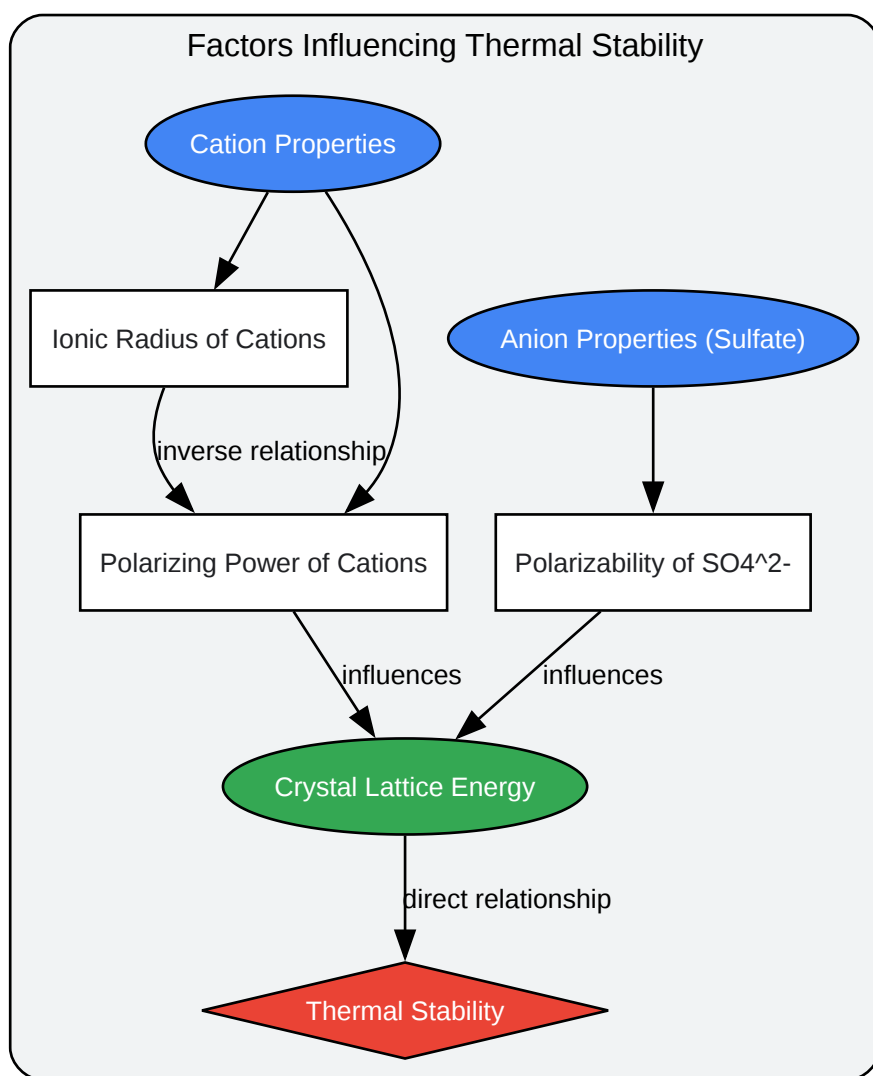 Factors Influencing Thermal Stability
Cation Properties
Ionic Radius of Cations
Anion Properties (Sulfate)
inverse relationship
Polarizing Power of Cations
Polarizability of SO4^2-
influences
influences
Crystal Lattice Energy
direct relationship
Thermal Stability